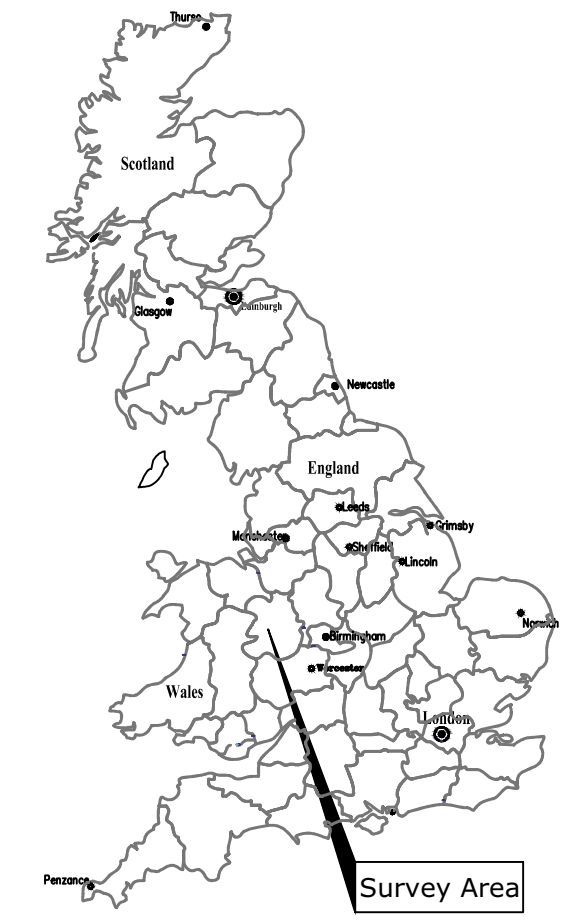 Thurso
Scotland
Edinburgh
Glasgow
Newcastle
England
Leeds
Grimsby
Manchester
Sheffield
Lincoln
Norwich
Birmingham
Worcester
Wales
London
Penzance
Survey Area